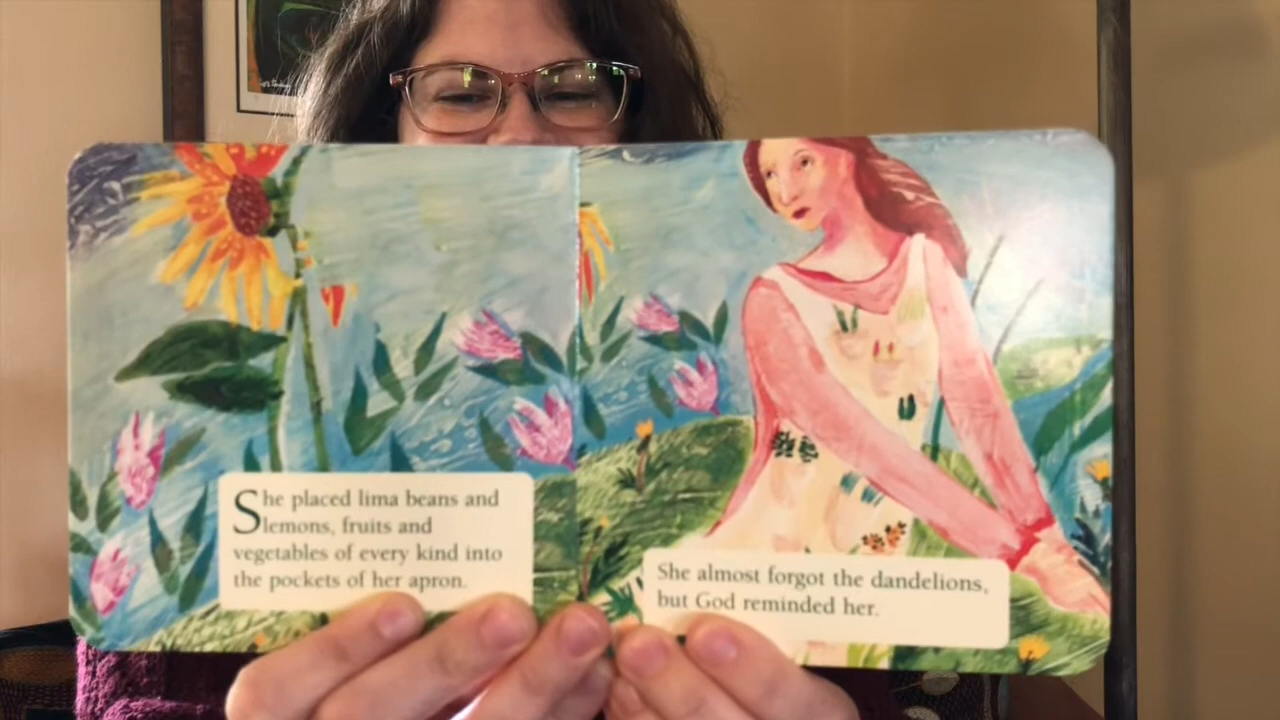 She placed lima beans and
lemons, fruits and
vegetables of every kind into
the pockets of her apron.
She almost forgot the dandelions,
but God reminded her.